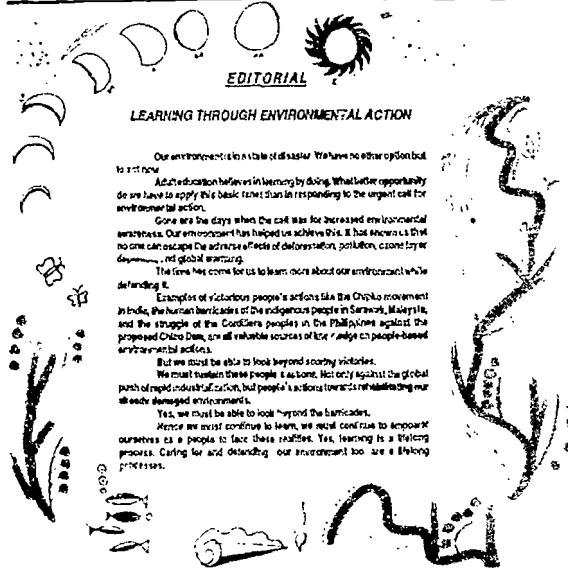 EDITORIAL
LEARNING THROUGH ENVIRONMENTAL ACTION
Our environment is in a state of disaster. We have no other option but
to act now.
Adult education believes in learning by doing. What better opportunity
do we have to apply this basic tenet than in responding to the urgent call for
environmental action.
Gone are the days when the call was for increased environmental
awareness. Our environment has helped us achieve this. It has shown us that
no one can escape the adverse effects of deforestation, pollution, ozone layer
and global warming.
The time has come for us to learn more about our environment while
defending it.
Examples of victorious people's actions like the Chypko movement
in India, the human barricades of the indigenous people in Sarawak, Malaysia,
and the struggle of the Cordillera peoples in the Philippines against the
proposed Chico Dam, are all valuable sources of knowledge on people-based
environmental actions.
But we must be able to look beyond scoring victories.
We must sustain these people's actions. Not only against the global
push of rapid industrialization, but people's actions towards rehabilitating our
already damaged environments.
Yes, we must be able to look beyond the barricades.
Hence we must continue to learn, we must continue to empower
ourselves as a people to face these realities. Yes, learning is a lifelong
process. Caring for and defending our environment too are a lifelong
processes.